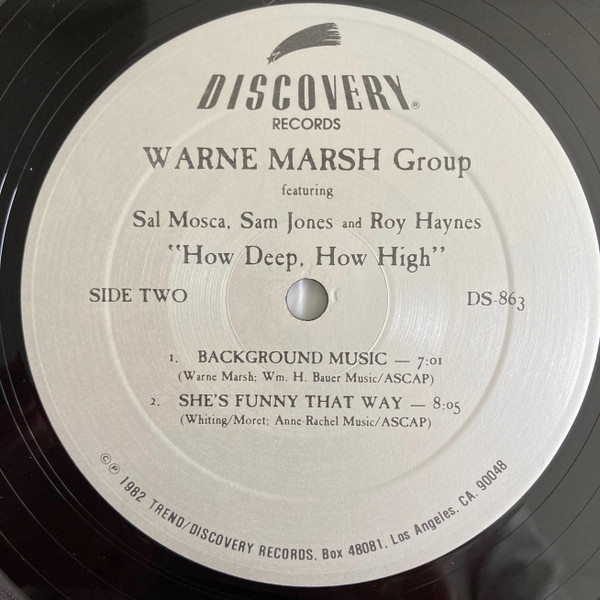 DISCOVERY®
RECORDS
WARNE MARSH Group
featuring
Sal Mosca, Sam Jones and Roy Haynes
"How Deep, How High"
SIDE TWO DS-863
1. BACKGROUND MUSIC — 7:01
(Warne Marsh; Wm. H. Bauer Music/ASCAP)
2. SHE'S FUNNY THAT WAY — 8:05
(Whiting/Moret; Anne-Rachel Music/ASCAP)
©℗ 1982 TREND/DISCOVERY RECORDS, Box 48081, Los Angeles, CA. 90048